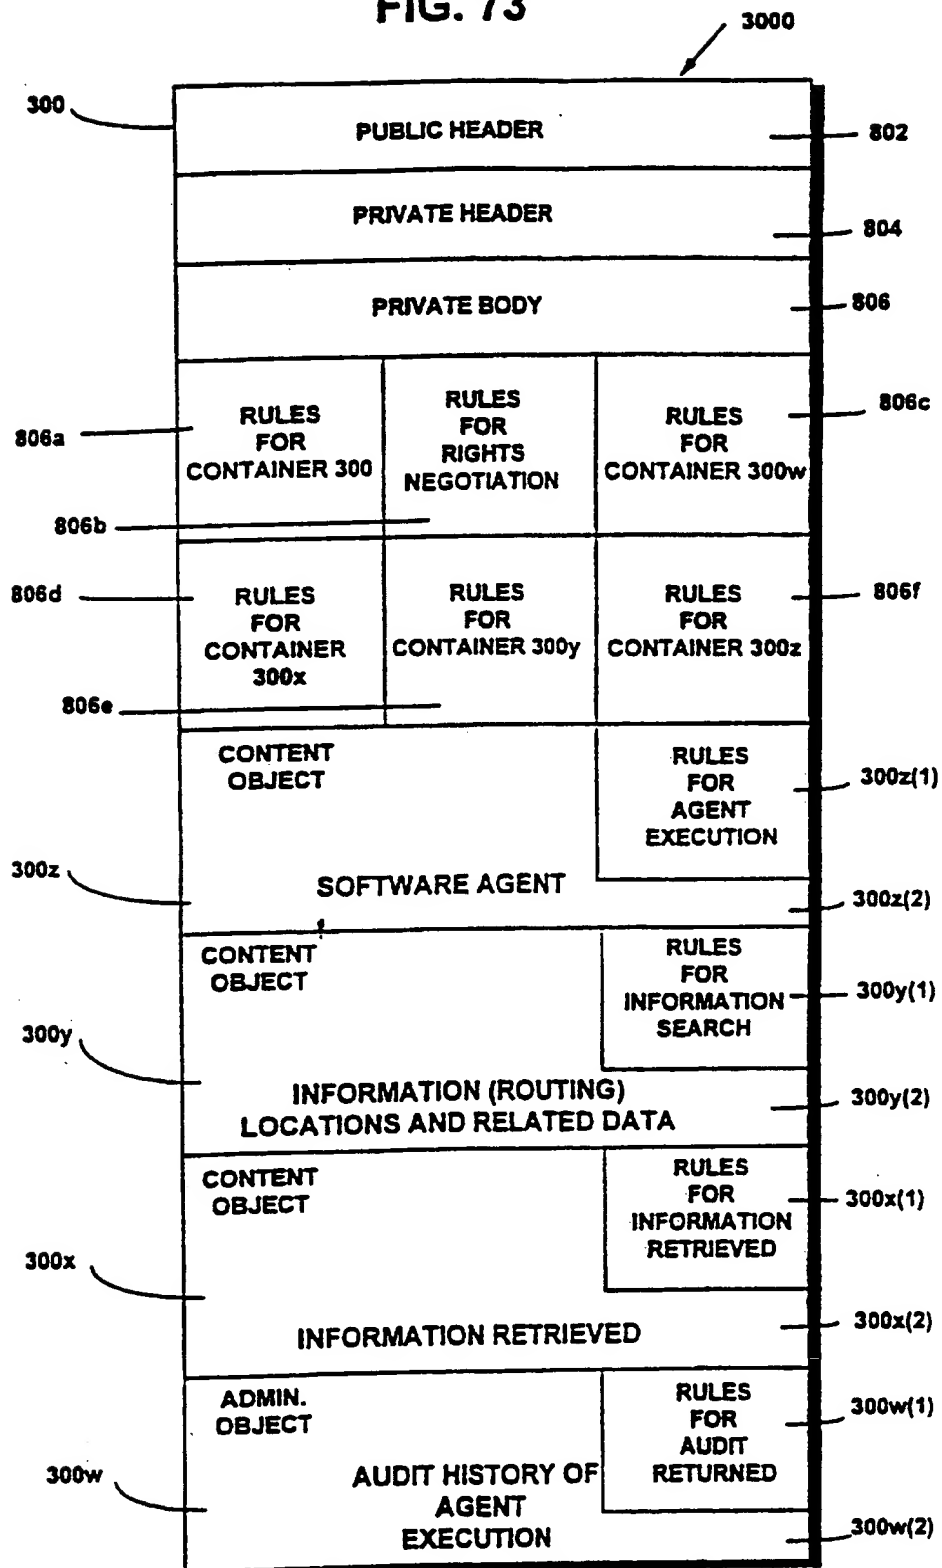 FIG. 73
3000
300
PUBLIC HEADER
802
PRIVATE HEADER
804
PRIVATE BODY
806
806a
RULES
FOR
CONTAINER 300
806b
RULES
FOR
RIGHTS
NEGOTIATION
806c
RULES
FOR
CONTAINER 300w
806d
RULES
FOR
CONTAINER
300x
806e
RULES
FOR
CONTAINER 300y
806f
RULES
FOR
CONTAINER 300z
CONTENT
OBJECT
RULES
FOR
AGENT
EXECUTION
300z(1)
300z
SOFTWARE AGENT
300z(2)
CONTENT
OBJECT
RULES
FOR
INFORMATION
SEARCH
300y(1)
300y
INFORMATION (ROUTING)
LOCATIONS AND RELATED DATA
300y(2)
CONTENT
OBJECT
RULES
FOR
INFORMATION
RETRIEVED
300x(1)
300x
INFORMATION RETRIEVED
300x(2)
ADMIN.
OBJECT
RULES
FOR
AUDIT
RETURNED
300w(1)
300w
AUDIT HISTORY OF
AGENT
EXECUTION
300w(2)